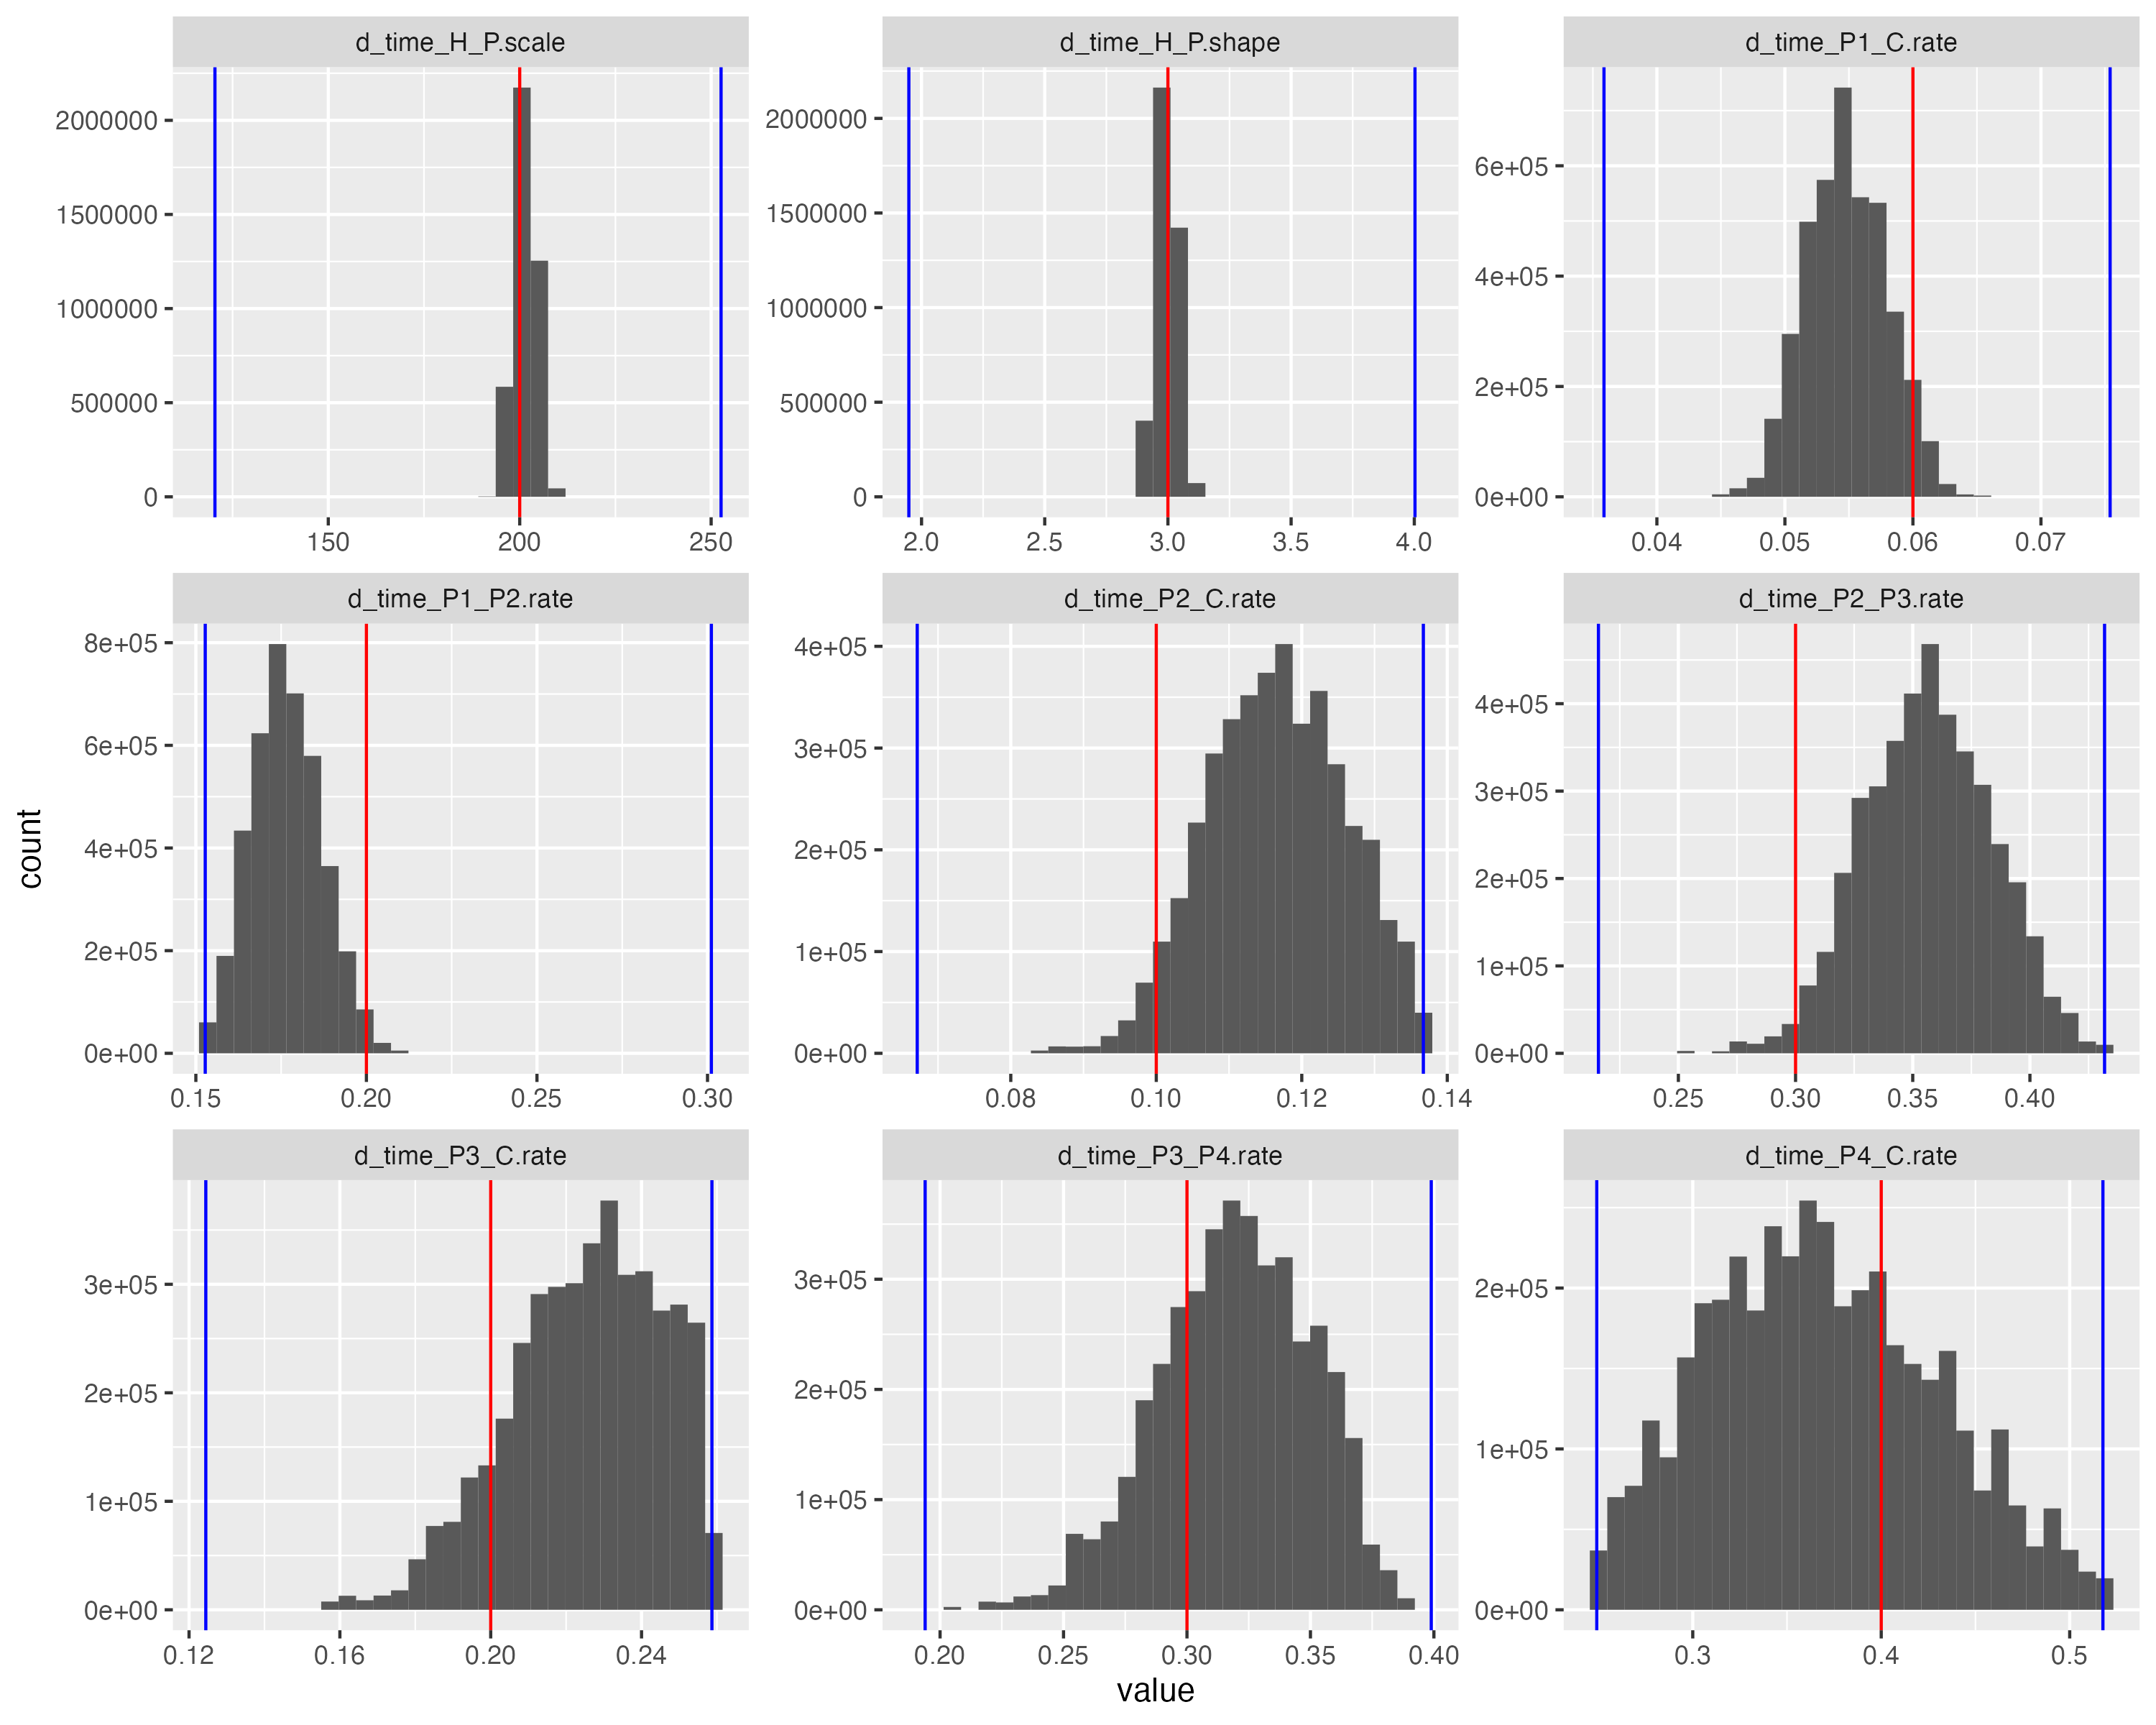 d_time_H_P.scale
d_time_H_P.shape
d_time_P1_C.rate
2000000
1500000
1000000
500000
0
150 200 250
2000000
1500000
1000000
500000
0
2.0 2.5 3.0 3.5 4.0
6e+05
4e+05
2e+05
0e+00
0.04 0.05 0.06 0.07
d_time_P1_P2.rate
d_time_P2_C.rate
d_time_P2_P3.rate
8e+05
6e+05
4e+05
2e+05
0e+00
0.15 0.20 0.25 0.30
4e+05
3e+05
2e+05
1e+05
0e+00
0.08 0.10 0.12 0.14
4e+05
3e+05
2e+05
1e+05
0e+00
0.25 0.30 0.35 0.40
d_time_P3_C.rate
d_time_P3_P4.rate
d_time_P4_C.rate
3e+05
2e+05
1e+05
0e+00
0.12 0.16 0.20 0.24
3e+05
2e+05
1e+05
0e+00
0.20 0.25 0.30 0.35 0.40
2e+05
1e+05
0e+00
0.3 0.4 0.5
count
value